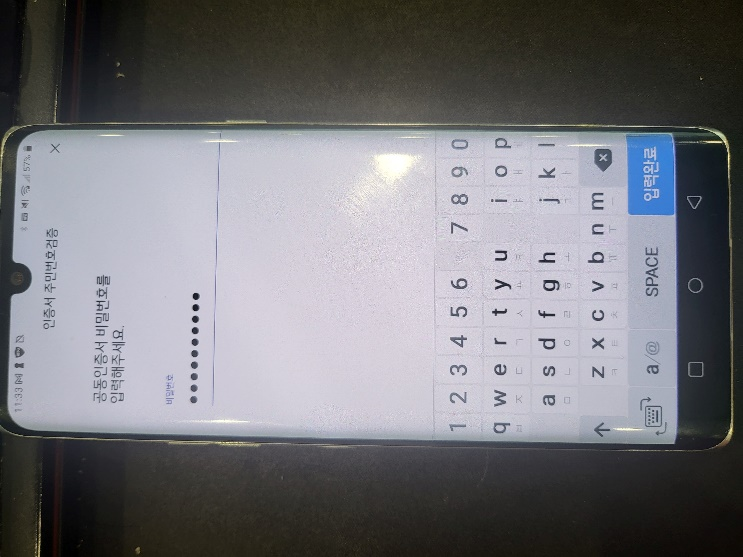 11:33
57%
인증서 주민번호검증
공동인증서 비밀번호를
입력해주세요.
비밀번호
●●●●●●●●●●
1 2 3 4 5 6 7 8 9 0
q w e r t y u i o p
a s d f g h j k l
z x c v b n m
a/@ SPACE 입력완료